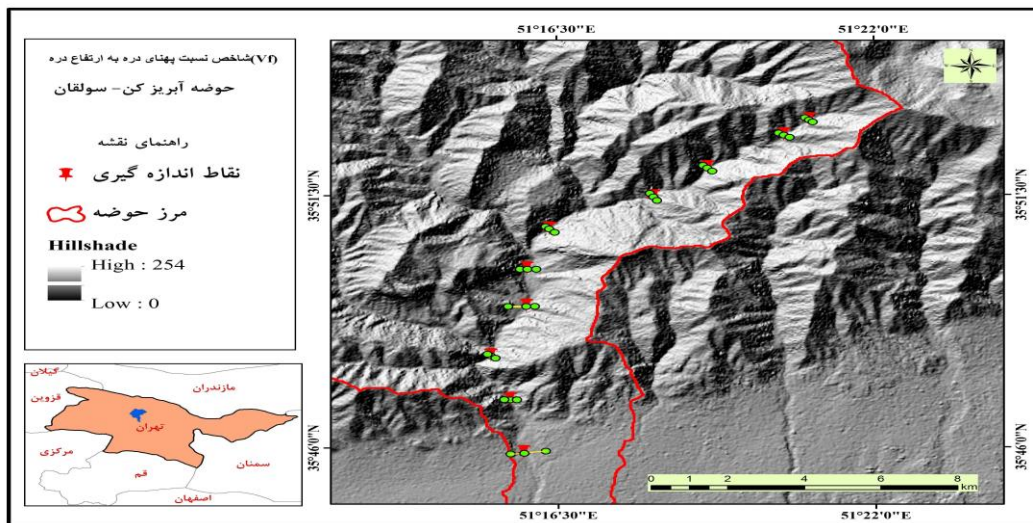 شاخص نسبت پهنای دره به ارتفاع دره(Vf)
حوضه آبریز کن- سولقان
راهنمای نقشه
نقاط اندازه گیری
مرز حوضه
Hillshade
High : 254
Low : 0
گیلان
مازندران
قزوین
تهران
مرکزی
سمنان
قم
اصفهان
51°16'30"E
51°22'0"E
35°51'30"N
35°51'30"N
35°46'0"N
35°46'0"N
0 1 2 4 6 8
km
51°16'30"E
51°22'0"E